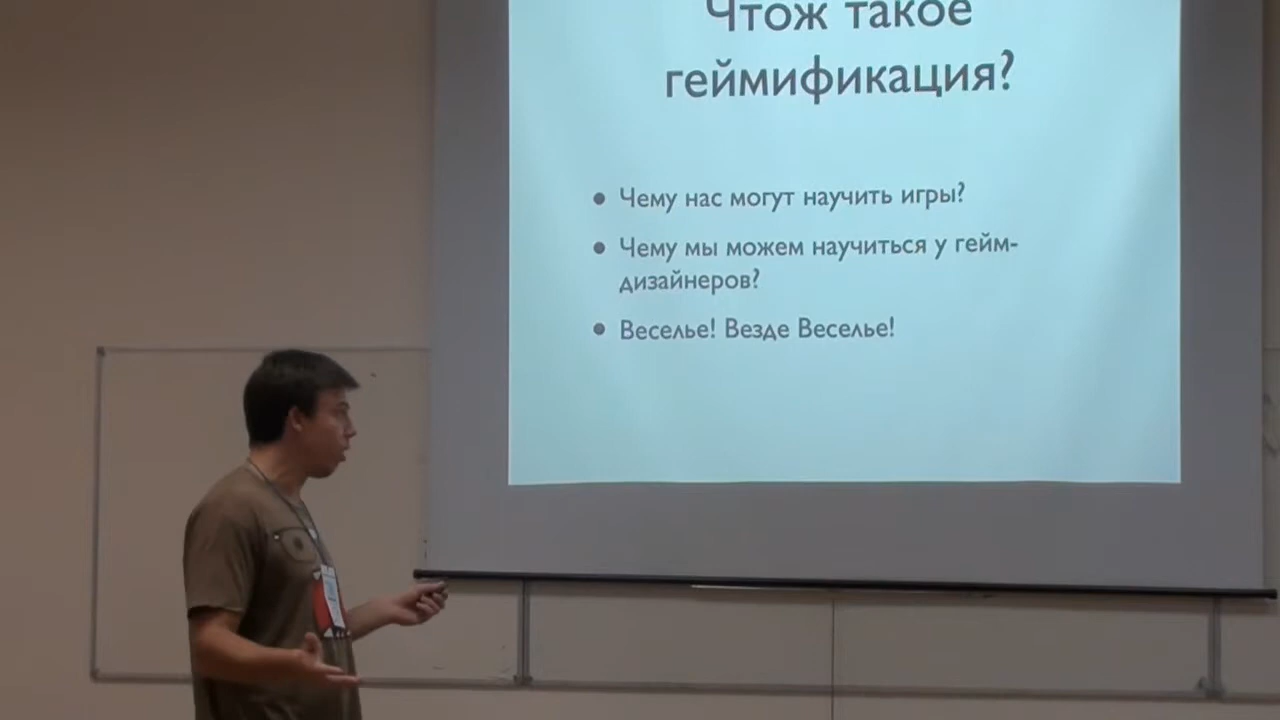 Чтож такое
геймификация?
• Чему нас могут научить игры?
• Чему мы можем научиться у гейм-
дизайнеров?
• Веселье! Везде Веселье!